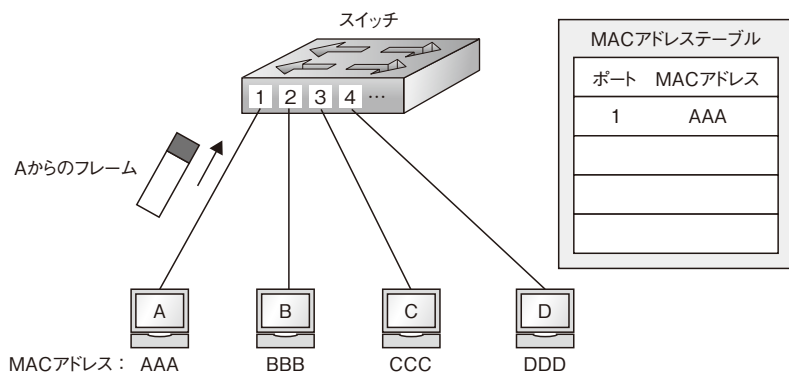 スイッチ
MACアドレステーブル
ポート MACアドレス
1 AAA
1 2 3 4 …
Aからのフレーム
A B C D
MACアドレス： AAA BBB CCC DDD